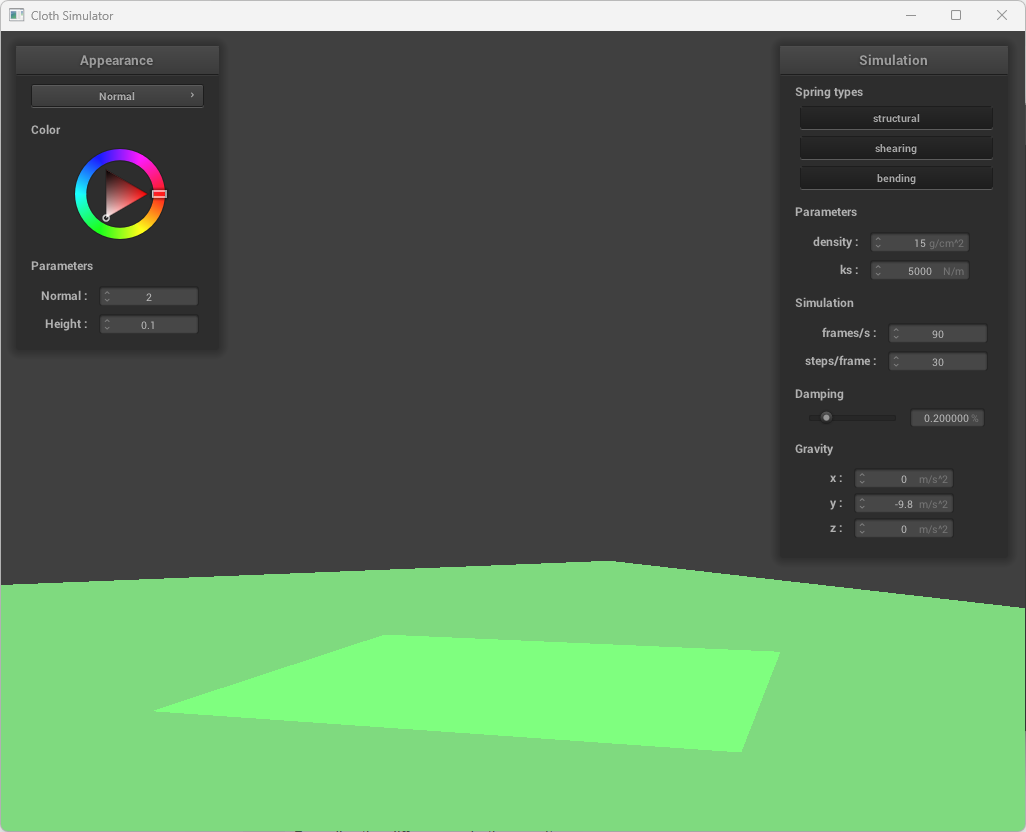 Cloth Simulator
Appearance
Normal
Color
Parameters
Normal : 2
Height : 0.1
Simulation
Spring types
structural
shearing
bending
Parameters
density : 15 g/cm^2
ks : 5000 N/m
Simulation
frames/s : 90
steps/frame : 30
Damping
0.200000 %
Gravity
x : 0 m/s^2
y : -9.8 m/s^2
z : 0 m/s^2